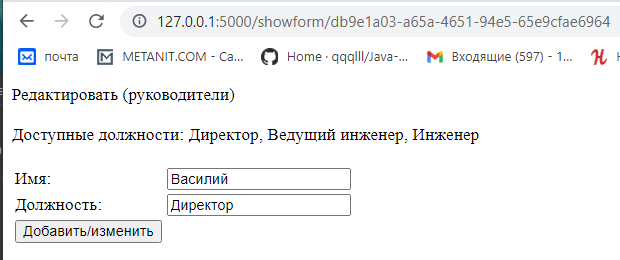 127.0.0.1:5000/showform/db9e1a03-a65a-4651-94e5-65e9cfae6964
почта METANIT.COM - Са... Home · qqqlll/Java-... Входящие (597) - 1...
Редактировать (руководители)
Доступные должности: Директор, Ведущий инженер, Инженер
Имя: Василий
Должность: Директор
Добавить/изменить